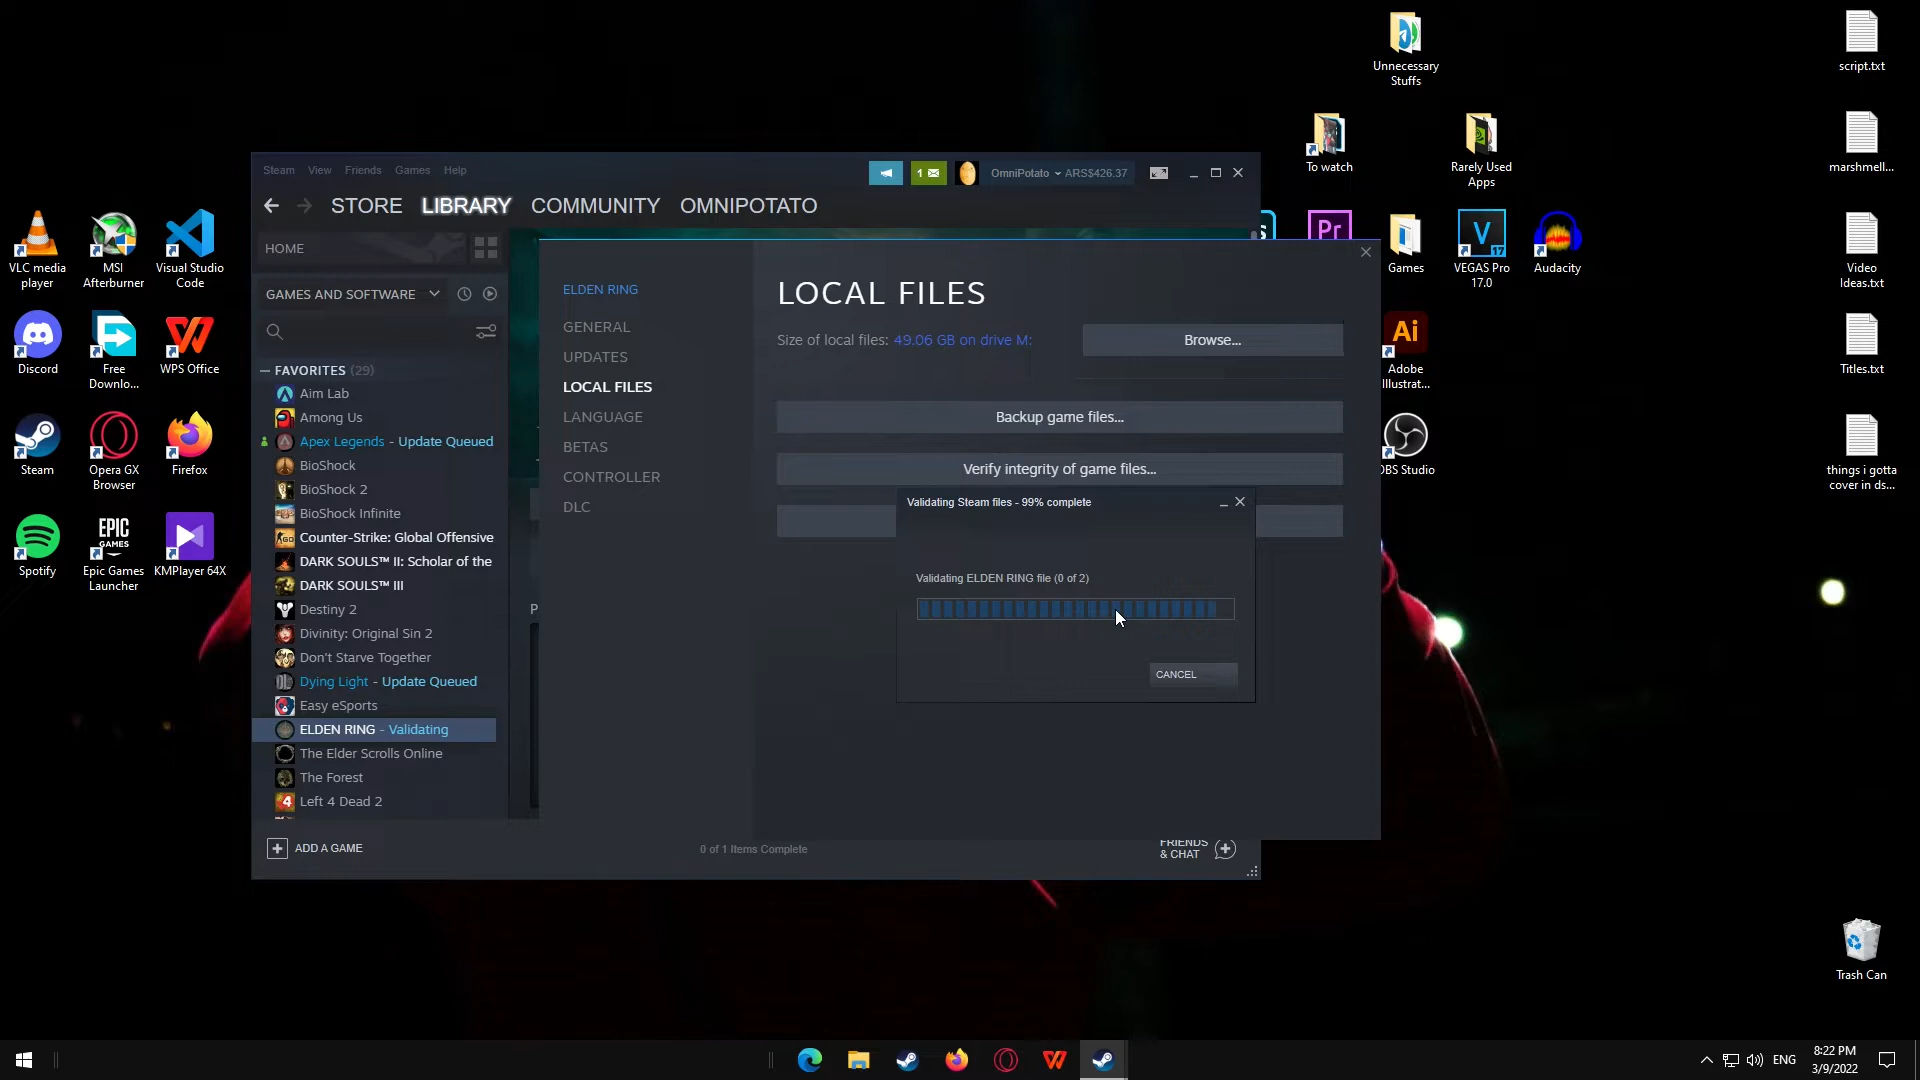 Unnecessary
Stuffs
script.txt
To watch
Rarely Used
Apps
marshmell...
Steam View Friends Games Help
1
OmniPotato
ARS$426.37
STORE LIBRARY COMMUNITY OMNIPOTATO
HOME
GAMES AND SOFTWARE
FAVORITES (29)
Aim Lab
Among Us
Apex Legends - Update Queued
BioShock
BioShock 2
BioShock Infinite
Counter-Strike: Global Offensive
DARK SOULS™ II: Scholar of the
DARK SOULS™ III
Destiny 2
Divinity: Original Sin 2
Don't Starve Together
Dying Light - Update Queued
Easy eSports
ELDEN RING - Validating
The Elder Scrolls Online
The Forest
Left 4 Dead 2
ADD A GAME
0 of 1 Items Complete
FRIENDS
& CHAT
ELDEN RING
GENERAL
UPDATES
LOCAL FILES
LANGUAGE
BETAS
CONTROLLER
DLC
LOCAL FILES
Size of local files: 49.06 GB on drive M:
Browse...
Backup game files...
Verify integrity of game files...
Validating Steam files - 99% complete
Validating ELDEN RING file (0 of 2)
CANCEL
P
VLC media
player
MSI
Afterburner
Visual Studio
Code
Discord
Free
Downlo...
WPS Office
Steam
Opera GX
Browser
Firefox
Spotify
EPIC
GAMES
Epic Games
Launcher
KMPlayer 64X
s
Pr
Games
V
17
VEGAS Pro
17.0
Audacity
Video
Ideas.txt
Ai
Adobe
Illustrat...
Titles.txt
OBS Studio
things i gotta
cover in ds...
Trash Can
ENG
8:22 PM
3/9/2022